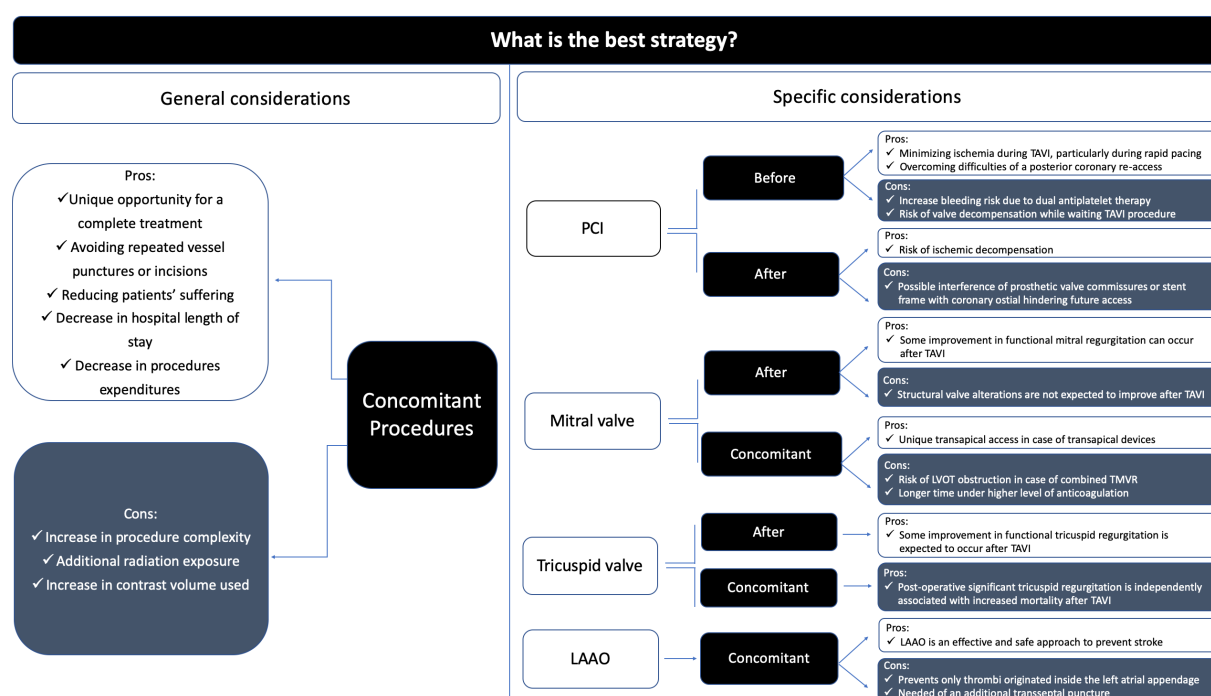 What is the best strategy?
General considerations
Pros:
✓Unique opportunity for a
complete treatment
✓ Avoiding repeated vessel
punctures or incisions
✓ Reducing patients' suffering
✓ Decrease in hospital length of
stay
✓ Decrease in procedures
expenditures
Concomitant
Procedures
Cons:
✓ Increase in procedure complexity
✓ Additional radiation exposure
✓ Increase in contrast volume used
Specific considerations
PCI
Before
Pros:
✓ Minimizing ischemia during TAVI, particularly during rapid pacing
✓ Overcoming difficulties of a posterior coronary re-access
Cons:
✓ Increase bleeding risk due to dual antiplatelet therapy
✓ Risk of valve decompensation while waiting TAVI procedure
After
Pros:
✓ Risk of ischemic decompensation
Cons:
✓ Possible interference of prosthetic valve commissures or stent
frame with coronary ostial hindering future access
Mitral valve
After
Pros:
✓ Some improvement in functional mitral regurgitation can occur
after TAVI
Cons:
✓ Structural valve alterations are not expected to improve after TAVI
Concomitant
Pros:
✓ Unique transapical access in case of transapical devices
Cons:
✓ Risk of LVOT obstruction in case of combined TMVR
✓ Longer time under higher level of anticoagulation
Tricuspid valve
After
Pros:
✓ Some improvement in functional tricuspid regurgitation is
expected to occur after TAVI
Concomitant
Pros:
✓ Post-operative significant tricuspid regurgitation is independently
associated with increased mortality after TAVI
LAAO
Concomitant
Pros:
✓ LAAO is an effective and safe approach to prevent stroke
Cons:
✓ Prevents only thrombi originated inside the left atrial appendage
✓ Needed of an additional transseptal puncture